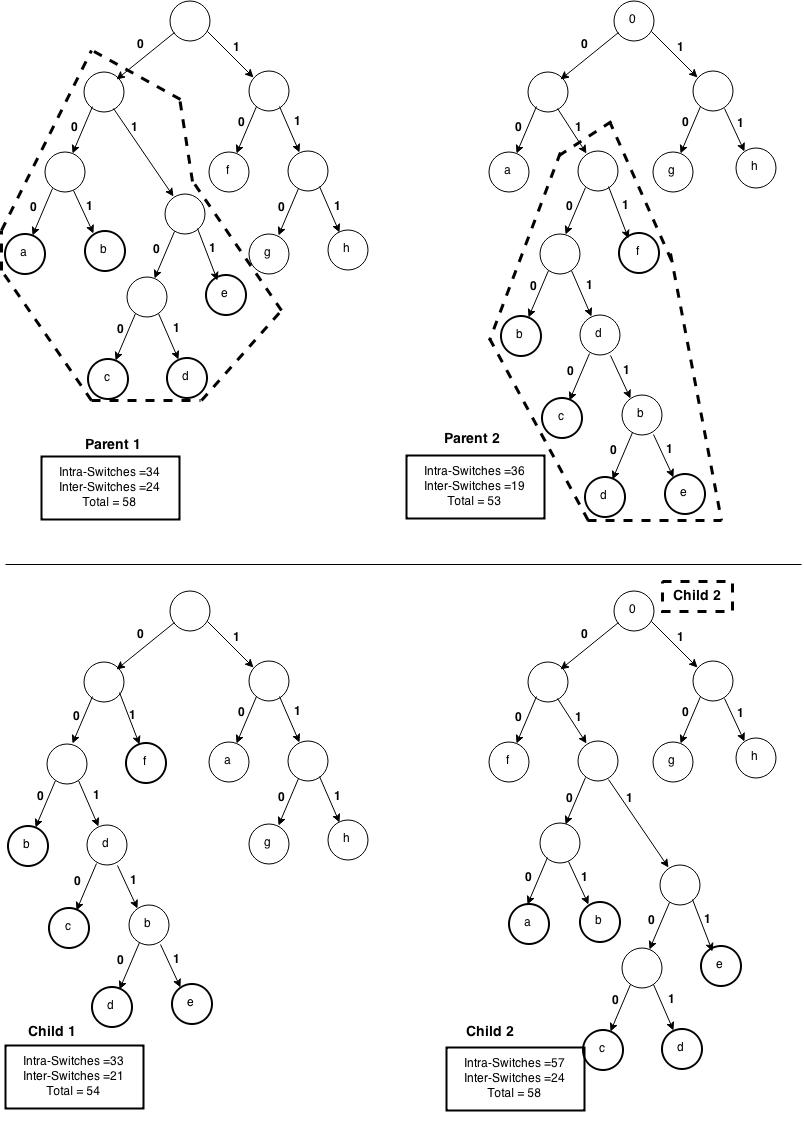 0
0 1 0 1
0 1 0 1 0 1 0 1
f a g h
0 1 0 1 0 1
a b g h f
0 1 0 1
e b d
0 1 0 1
c d c b
0 1
d e
Parent 1
Intra-Switches =34
Inter-Switches =24
Total = 58
Parent 2
Intra-Switches =36
Inter-Switches =19
Total = 53
0 Child 2
0 1 0 1
0 1 0 1 0 1 0 1
f a f g h
0 1 0 1 0 1
b d g h
0 1 0 1
c b a b
0 1 0 1
d e e
0 1
c d
Child 1
Intra-Switches =33
Inter-Switches =21
Total = 54
Child 2
Intra-Switches =57
Inter-Switches =24
Total = 58